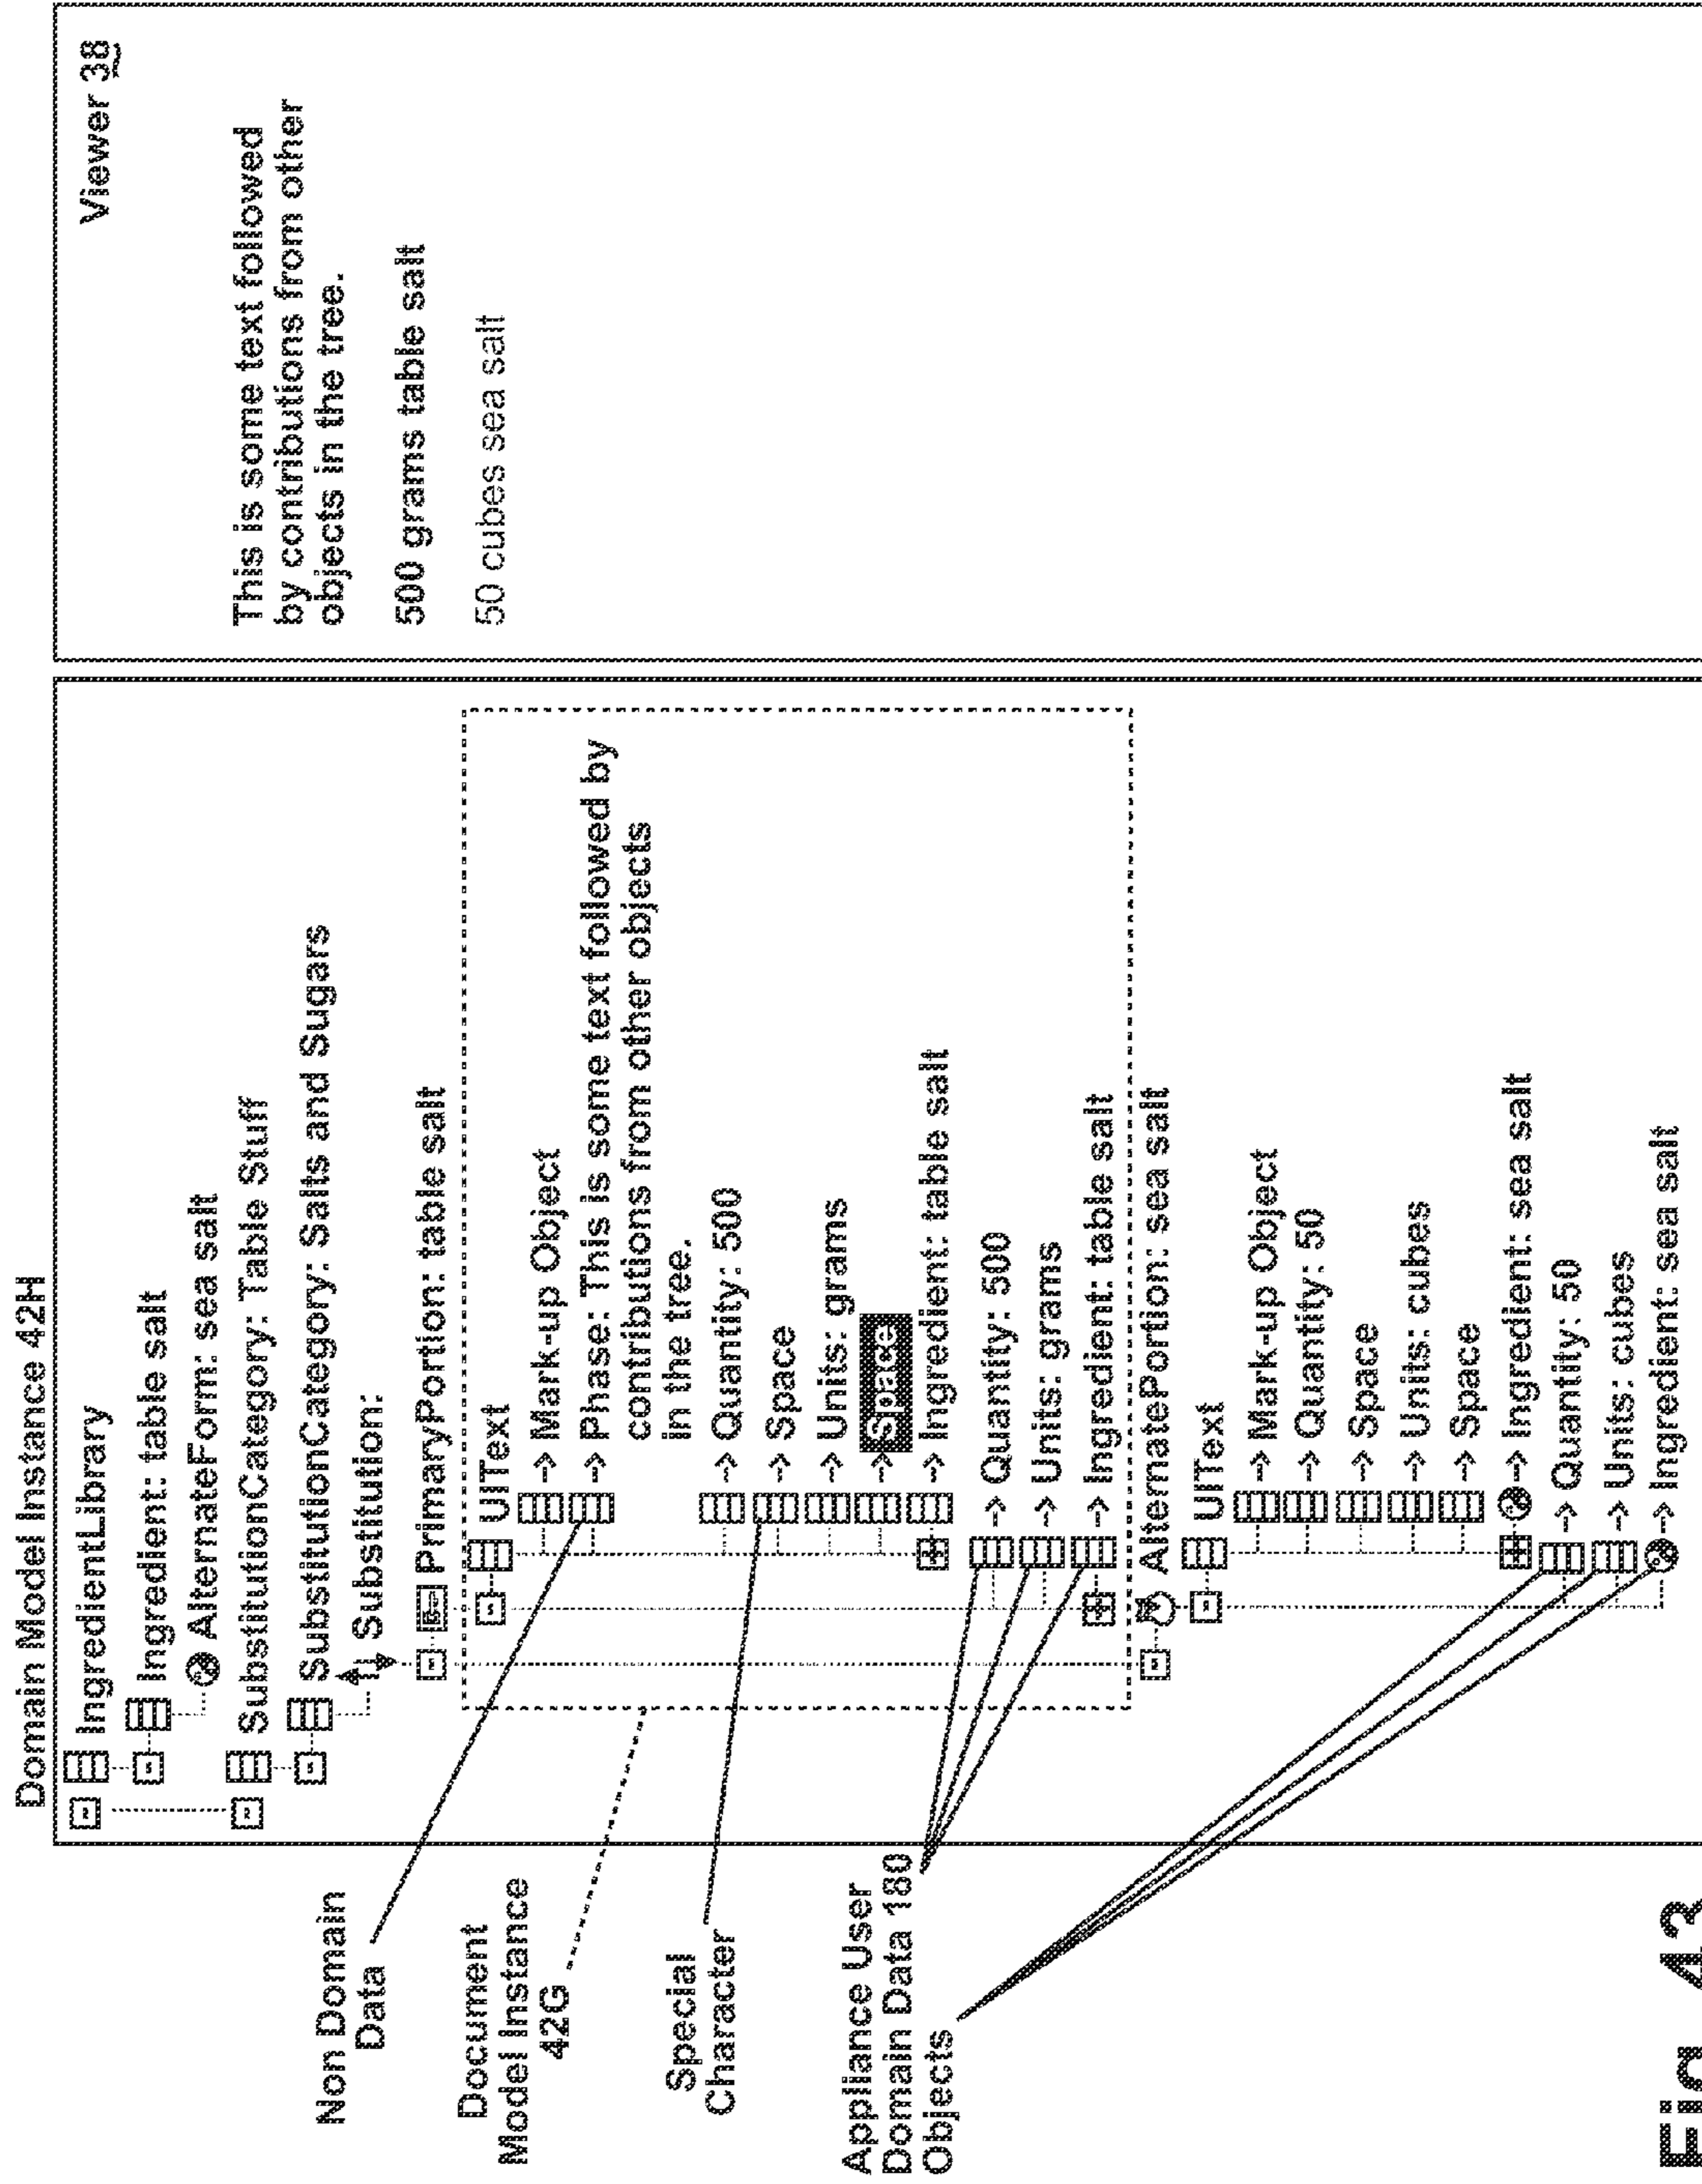 Domain Model Instance 42H
IngredientLibrary
Ingredient: table salt
AlternateForm: sea salt
SubstitutionCategory: Table Stuff
SubstitutionCategory: Salts and Sugars
Substitution:
PrimaryPortion: table salt
UIText
Mark-up Object
Phase: This is some text followed by
contributions from other objects
in the tree.
Quantity: 500
Space
Units: grams
Space
Ingredient: table salt
Quantity: 500
Units: grams
Ingredient: table salt
AlternatePortion: sea salt
UIText
Mark-up Object
Quantity: 50
Space
Units: cubes
Space
Ingredient: sea salt
Quantity: 50
Units: cubes
Ingredient: sea salt
Viewer 38
This is some text followed
by contributions from other
objects in the tree.
500 grams table salt
50 cubes sea salt
Non Domain
Data
Document
Model Instance
42G
Special
Character
Appliance User
Domain Data 180
Objects
Fig. 43